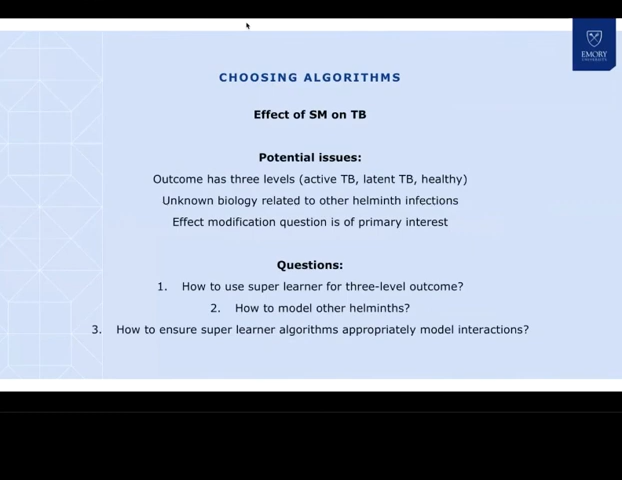 EMORY
UNIVERSITY
CHOOSING ALGORITHMS
Effect of SM on TB
Potential issues:
Outcome has three levels (active TB, latent TB, healthy)
Unknown biology related to other helminth infections
Effect modification question is of primary interest
Questions:
1. How to use super learner for three-level outcome?
2. How to model other helminths?
3. How to ensure super learner algorithms appropriately model interactions?